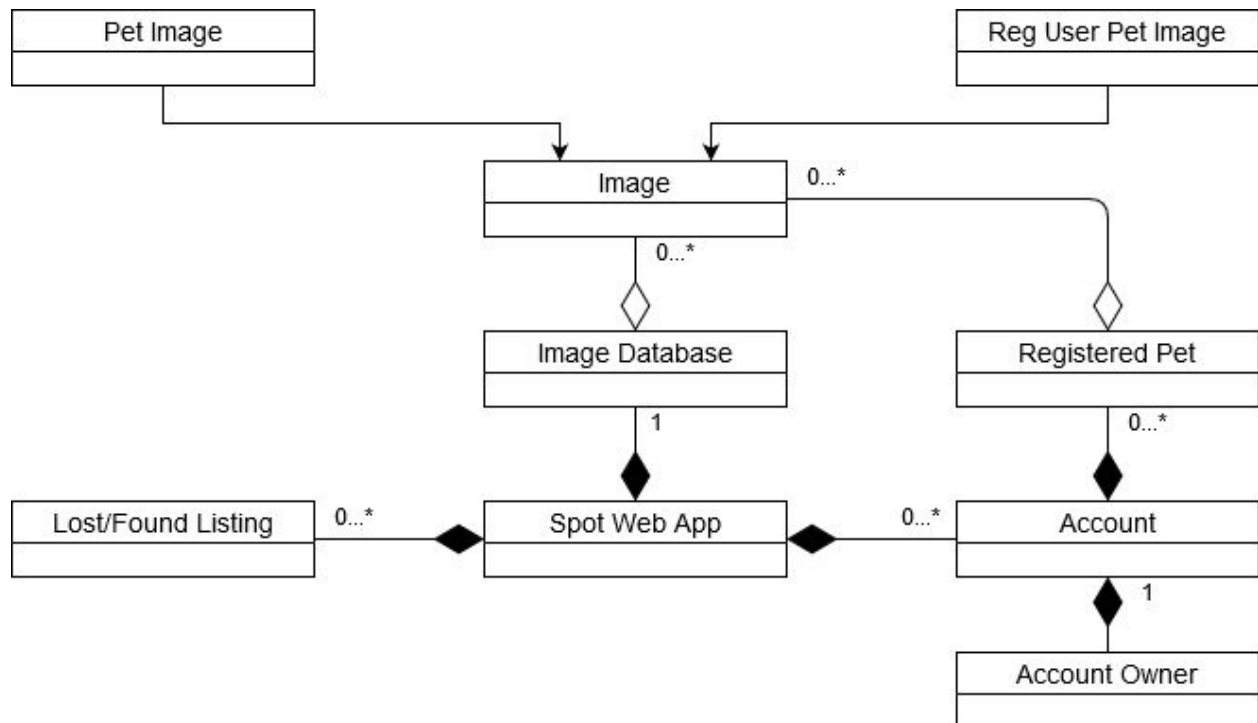 Pet Image
Reg User Pet Image
Image
0...*
0...*
Image Database
Registered Pet
1
0...*
Lost/Found Listing
0...*
Spot Web App
0...*
Account
1
Account Owner